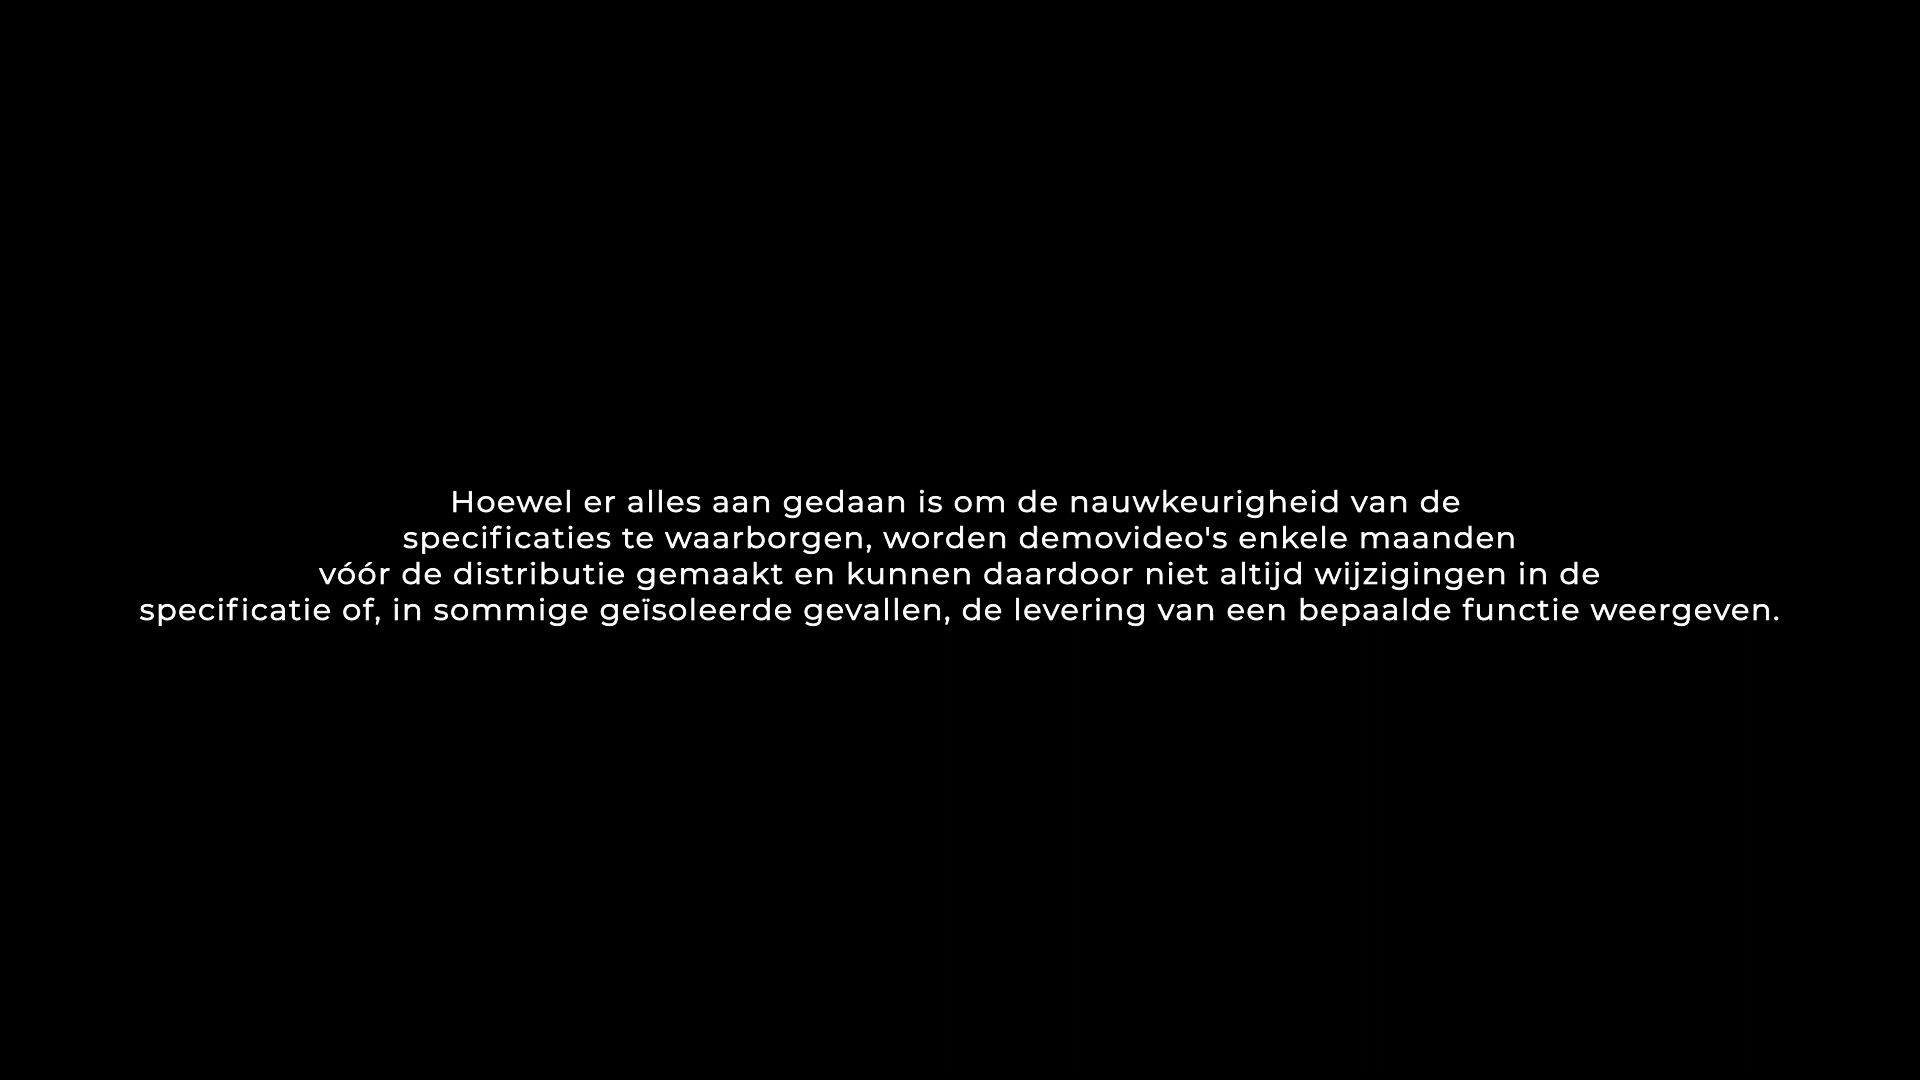 Hoewel er alles aan gedaan is om de nauwkeurigheid van de
specificaties te waarborgen, worden demovideo's enkele maanden
vóór de distributie gemaakt en kunnen daardoor niet altijd wijzigingen in de
specificatie of, in sommige geïsoleerde gevallen, de levering van een bepaalde functie weergeven.